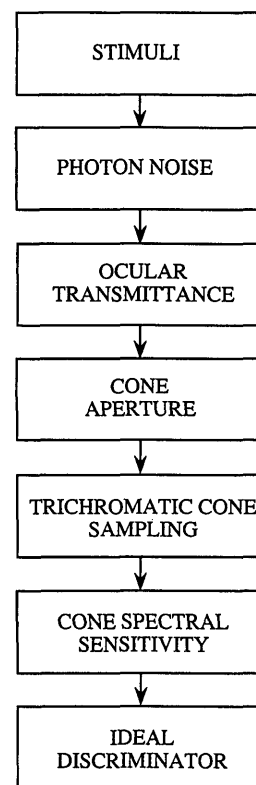 STIMULI
PHOTON NOISE
OCULAR
TRANSMITTANCE
CONE
APERTURE
TRICHROMATIC CONE
SAMPLING
CONE SPECTRAL
SENSITIVITY
IDEAL
DISCRIMINATOR